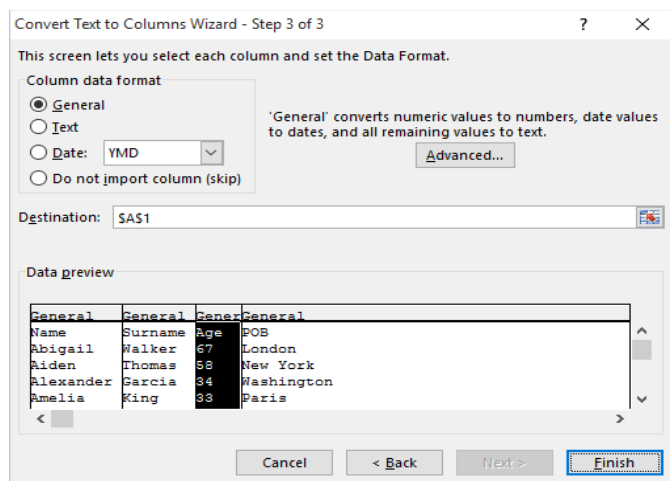 Convert Text to Columns Wizard - Step 3 of 3 ?
This screen lets you select each column and set the Data Format.
Column data format
General
Text
Date: YMD
Do not import column (skip)
'General' converts numeric values to numbers, date values
to dates, and all remaining values to text.
Advanced...
Destination: $A$1
Data preview
General General Gener General
Name Surname Age POB
Abigail Walker 67 London
Aiden Thomas 58 New York
Alexander Garcia 34 Washington
Amelia King 33 Paris
Cancel < Back Next > Finish